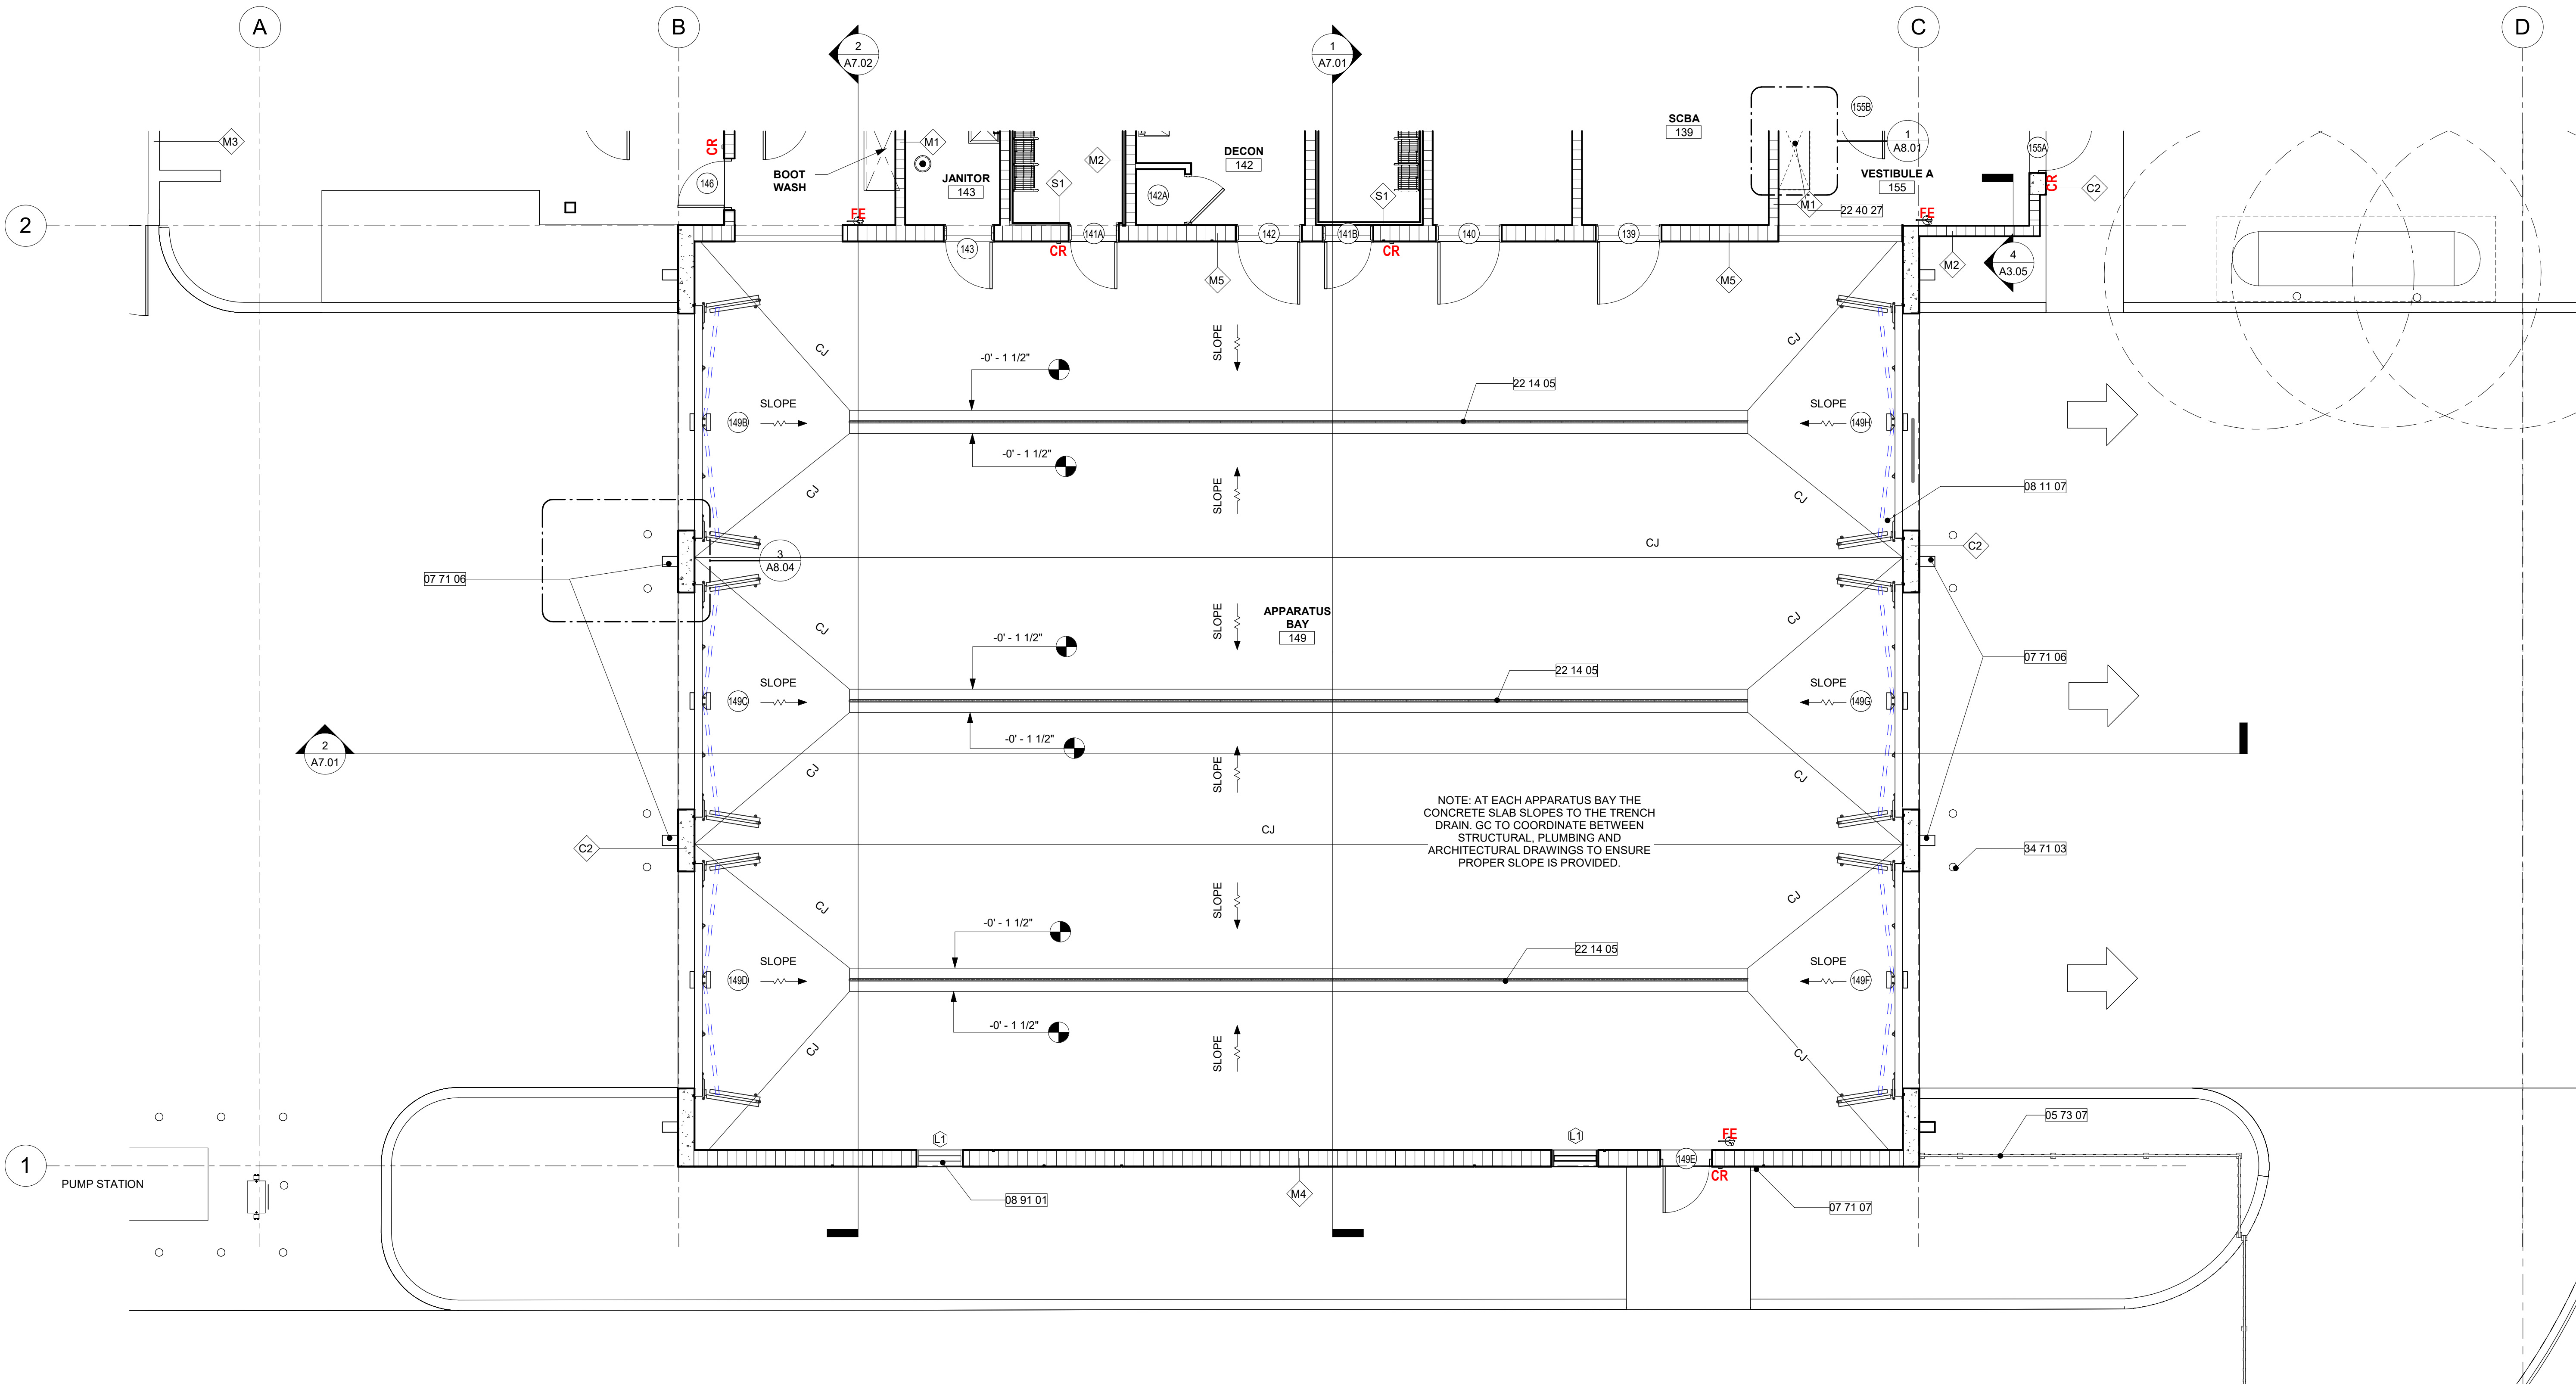 A
B
C
D
2
A7.02
1
A7.01
155B
SCBA
139
1
A8.01
M3
CR
M1
M2
DECON
142
155A
BOOT
WASH
JANITOR
143
146
S1
142A
S1
VESTIBULE A
155
CR
C2
M1
22 40 27
2
FE
FE
143
CR
141A
142
141B
CR
140
139
M5
M5
M2
4
A3.05
CJ
SLOPE
CJ
-0' - 1 1/2"
22 14 05
SLOPE
149B
SLOPE
149H
-0' - 1 1/2"
CJ
SLOPE
CJ
08 11 07
CJ
C2
3
A8.04
07 71 06
CJ
SLOPE
APPARATUS
BAY
149
CJ
-0' - 1 1/2"
07 71 06
22 14 05
SLOPE
149C
SLOPE
149G
-0' - 1 1/2"
2
A7.01
CJ
SLOPE
CJ
NOTE: AT EACH APPARATUS BAY THE
CONCRETE SLAB SLOPES TO THE TRENCH
DRAIN. GC TO COORDINATE BETWEEN
STRUCTURAL, PLUMBING AND
ARCHITECTURAL DRAWINGS TO ENSURE
PROPER SLOPE IS PROVIDED.
CJ
C2
34 71 03
CJ
SLOPE
CJ
-0' - 1 1/2"
22 14 05
SLOPE
149D
SLOPE
149F
-0' - 1 1/2"
CJ
SLOPE
CJ
05 73 07
L1
L1
FE
1
149E
CR
PUMP STATION
08 91 01
M4
07 71 07